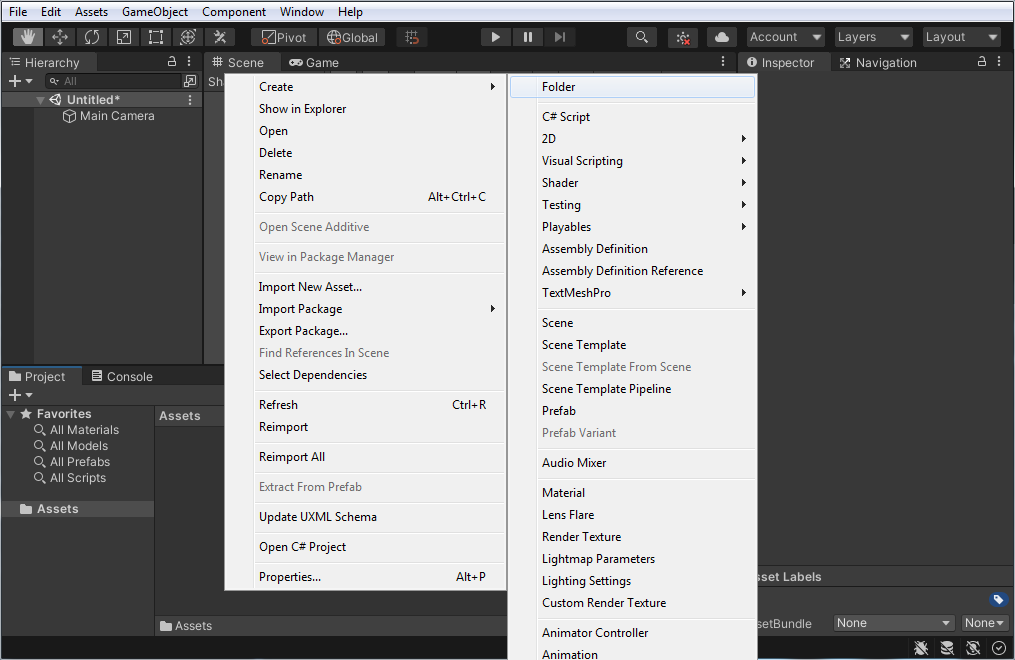 File Edit Assets GameObject Component Window Help
Pivot Global Account Layers Layout
Hierarchy Scene Game Inspector Navigation
All Sh
Untitled*
Main Camera
Create
Show in Explorer
Open
Delete
Rename
Copy Path Alt+Ctrl+C
Open Scene Additive
View in Package Manager
Import New Asset...
Import Package
Export Package...
Find References In Scene
Select Dependencies
Refresh Ctrl+R
Reimport
Reimport All
Extract From Prefab
Update UXML Schema
Open C# Project
Properties... Alt+P
Folder
C# Script
2D
Visual Scripting
Shader
Testing
Playables
Assembly Definition
Assembly Definition Reference
TextMeshPro
Scene
Scene Template
Scene Template From Scene
Scene Template Pipeline
Prefab
Prefab Variant
Audio Mixer
Material
Lens Flare
Render Texture
Lightmap Parameters
Lighting Settings
Custom Render Texture
Animator Controller
Animation
Project Console
Favorites
All Materials
All Models
All Prefabs
All Scripts
Assets
Assets
Assets
sset Labels
setBundle None None